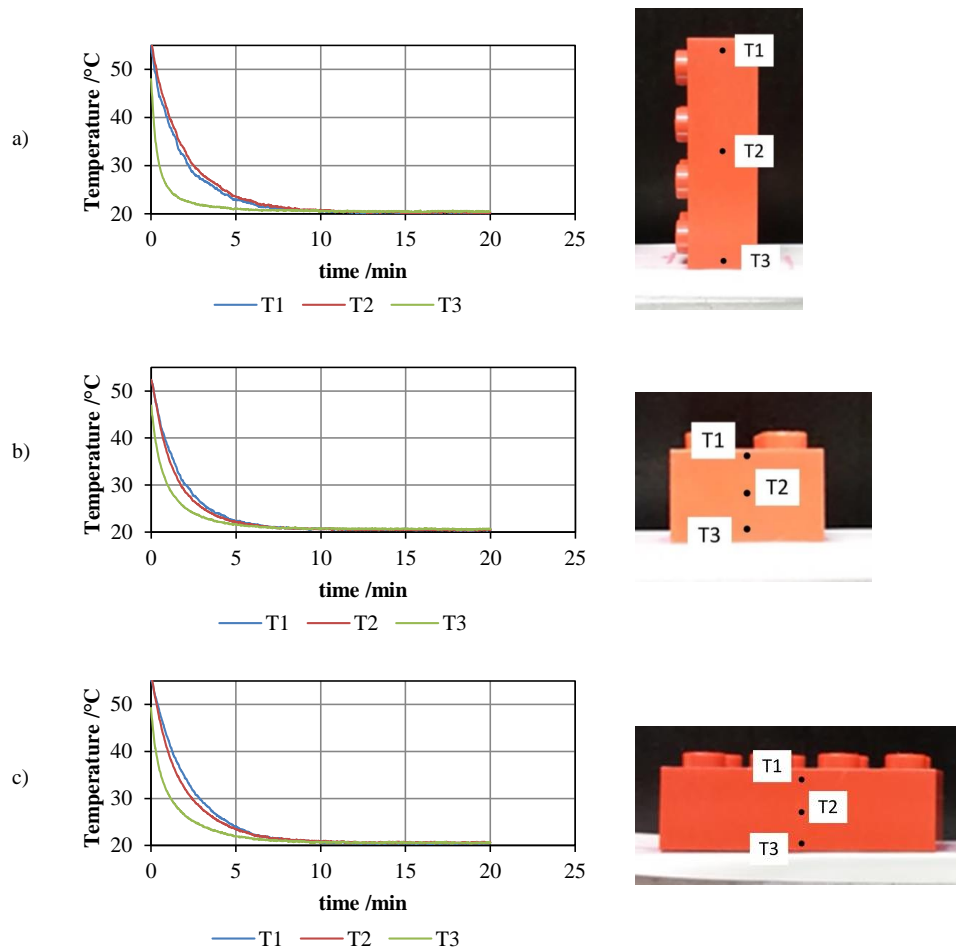 a)
Temperature /°C
50
40
30
20
0 5 10 15 20 25
time /min
T1 T2 T3
T1
T2
T3
b)
Temperature /°C
50
40
30
20
0 5 10 15 20 25
time /min
T1 T2 T3
T1
T2
T3
c)
Temperature /°C
50
40
30
20
0 5 10 15 20 25
time /min
T1 T2 T3
T1
T2
T3